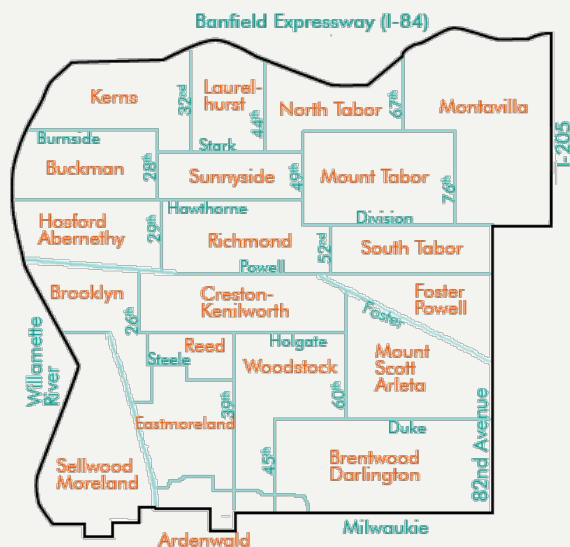 Banfield Expressway (I-84)
Kerns
32nd
Laurel-
hurst
44th
North Tabor
67th
Montavilla
I-205
Burnside
Buckman
28th
Stark
Sunnyside
49th
Mount Tabor
76th
Hosford
Abernethy
29th
Hawthorne
Richmond
52nd
Division
South Tabor
Powell
Brooklyn
26th
Creston-
Kenilworth
Foster
Foster
Powell
Willamette
River
Steele
Reed
Holgate
Woodstock
60th
Mount
Scott
Arleta
Eastmoreland
39th
45th
Duke
Brentwood
Darlington
82nd Avenue
Sellwood
Moreland
Ardenwald
Milwaukie